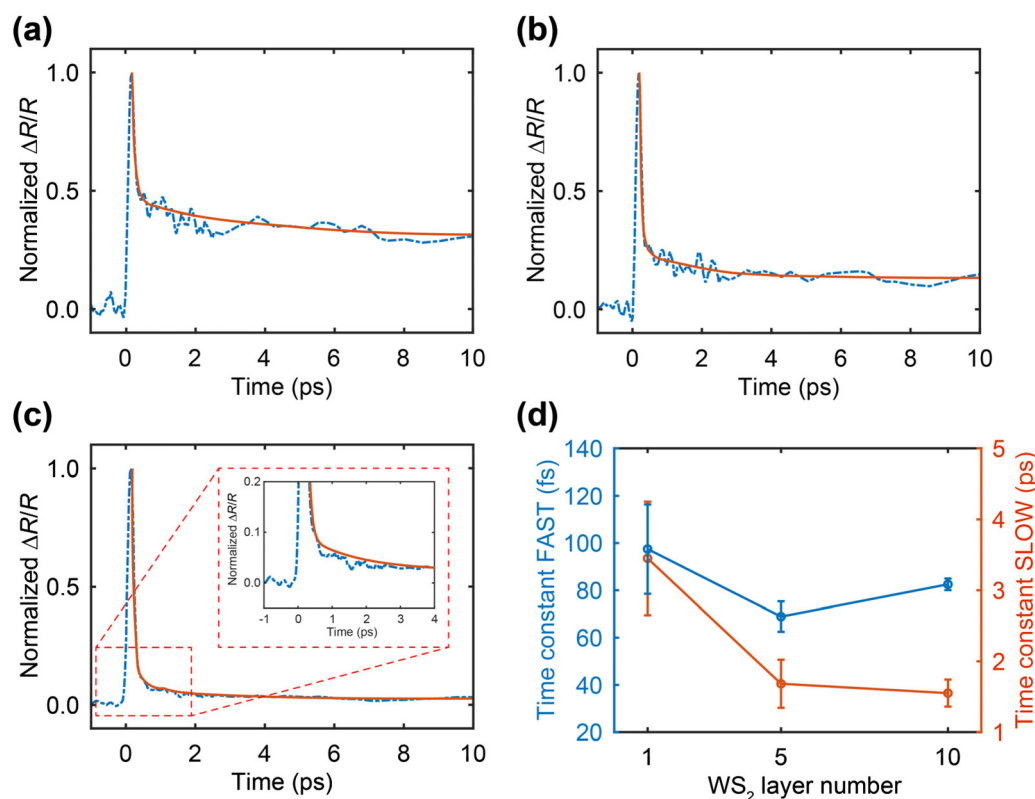 (a)
Normalized ΔR/R
1.0
0.5
0.0
0 2 4 6 8 10
Time (ps)
(b)
Normalized ΔR/R
1.0
0.5
0.0
0 2 4 6 8 10
Time (ps)
(c)
Normalized ΔR/R
1.0
0.5
0.0
0 2 4 6 8 10
Time (ps)
Normalized ΔR/R
0.2
0.1
0.0
-1 0 1 2 3 4
Time (ps)
(d)
Time constant FAST (fs)
140
120
100
80
60
40
20
1 5 10
WS₂ layer number
5
4
3
2
1
Time constant SLOW (ps)